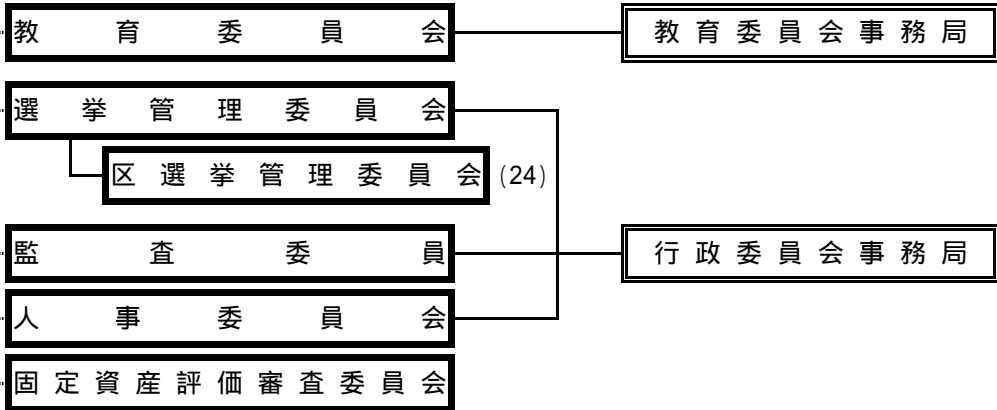 教育委員会 教育委員会事務局
選挙管理委員会
区選挙管理委員会 (24)
監査委員 行政委員会事務局
人事委員会
固定資産評価審査委員会